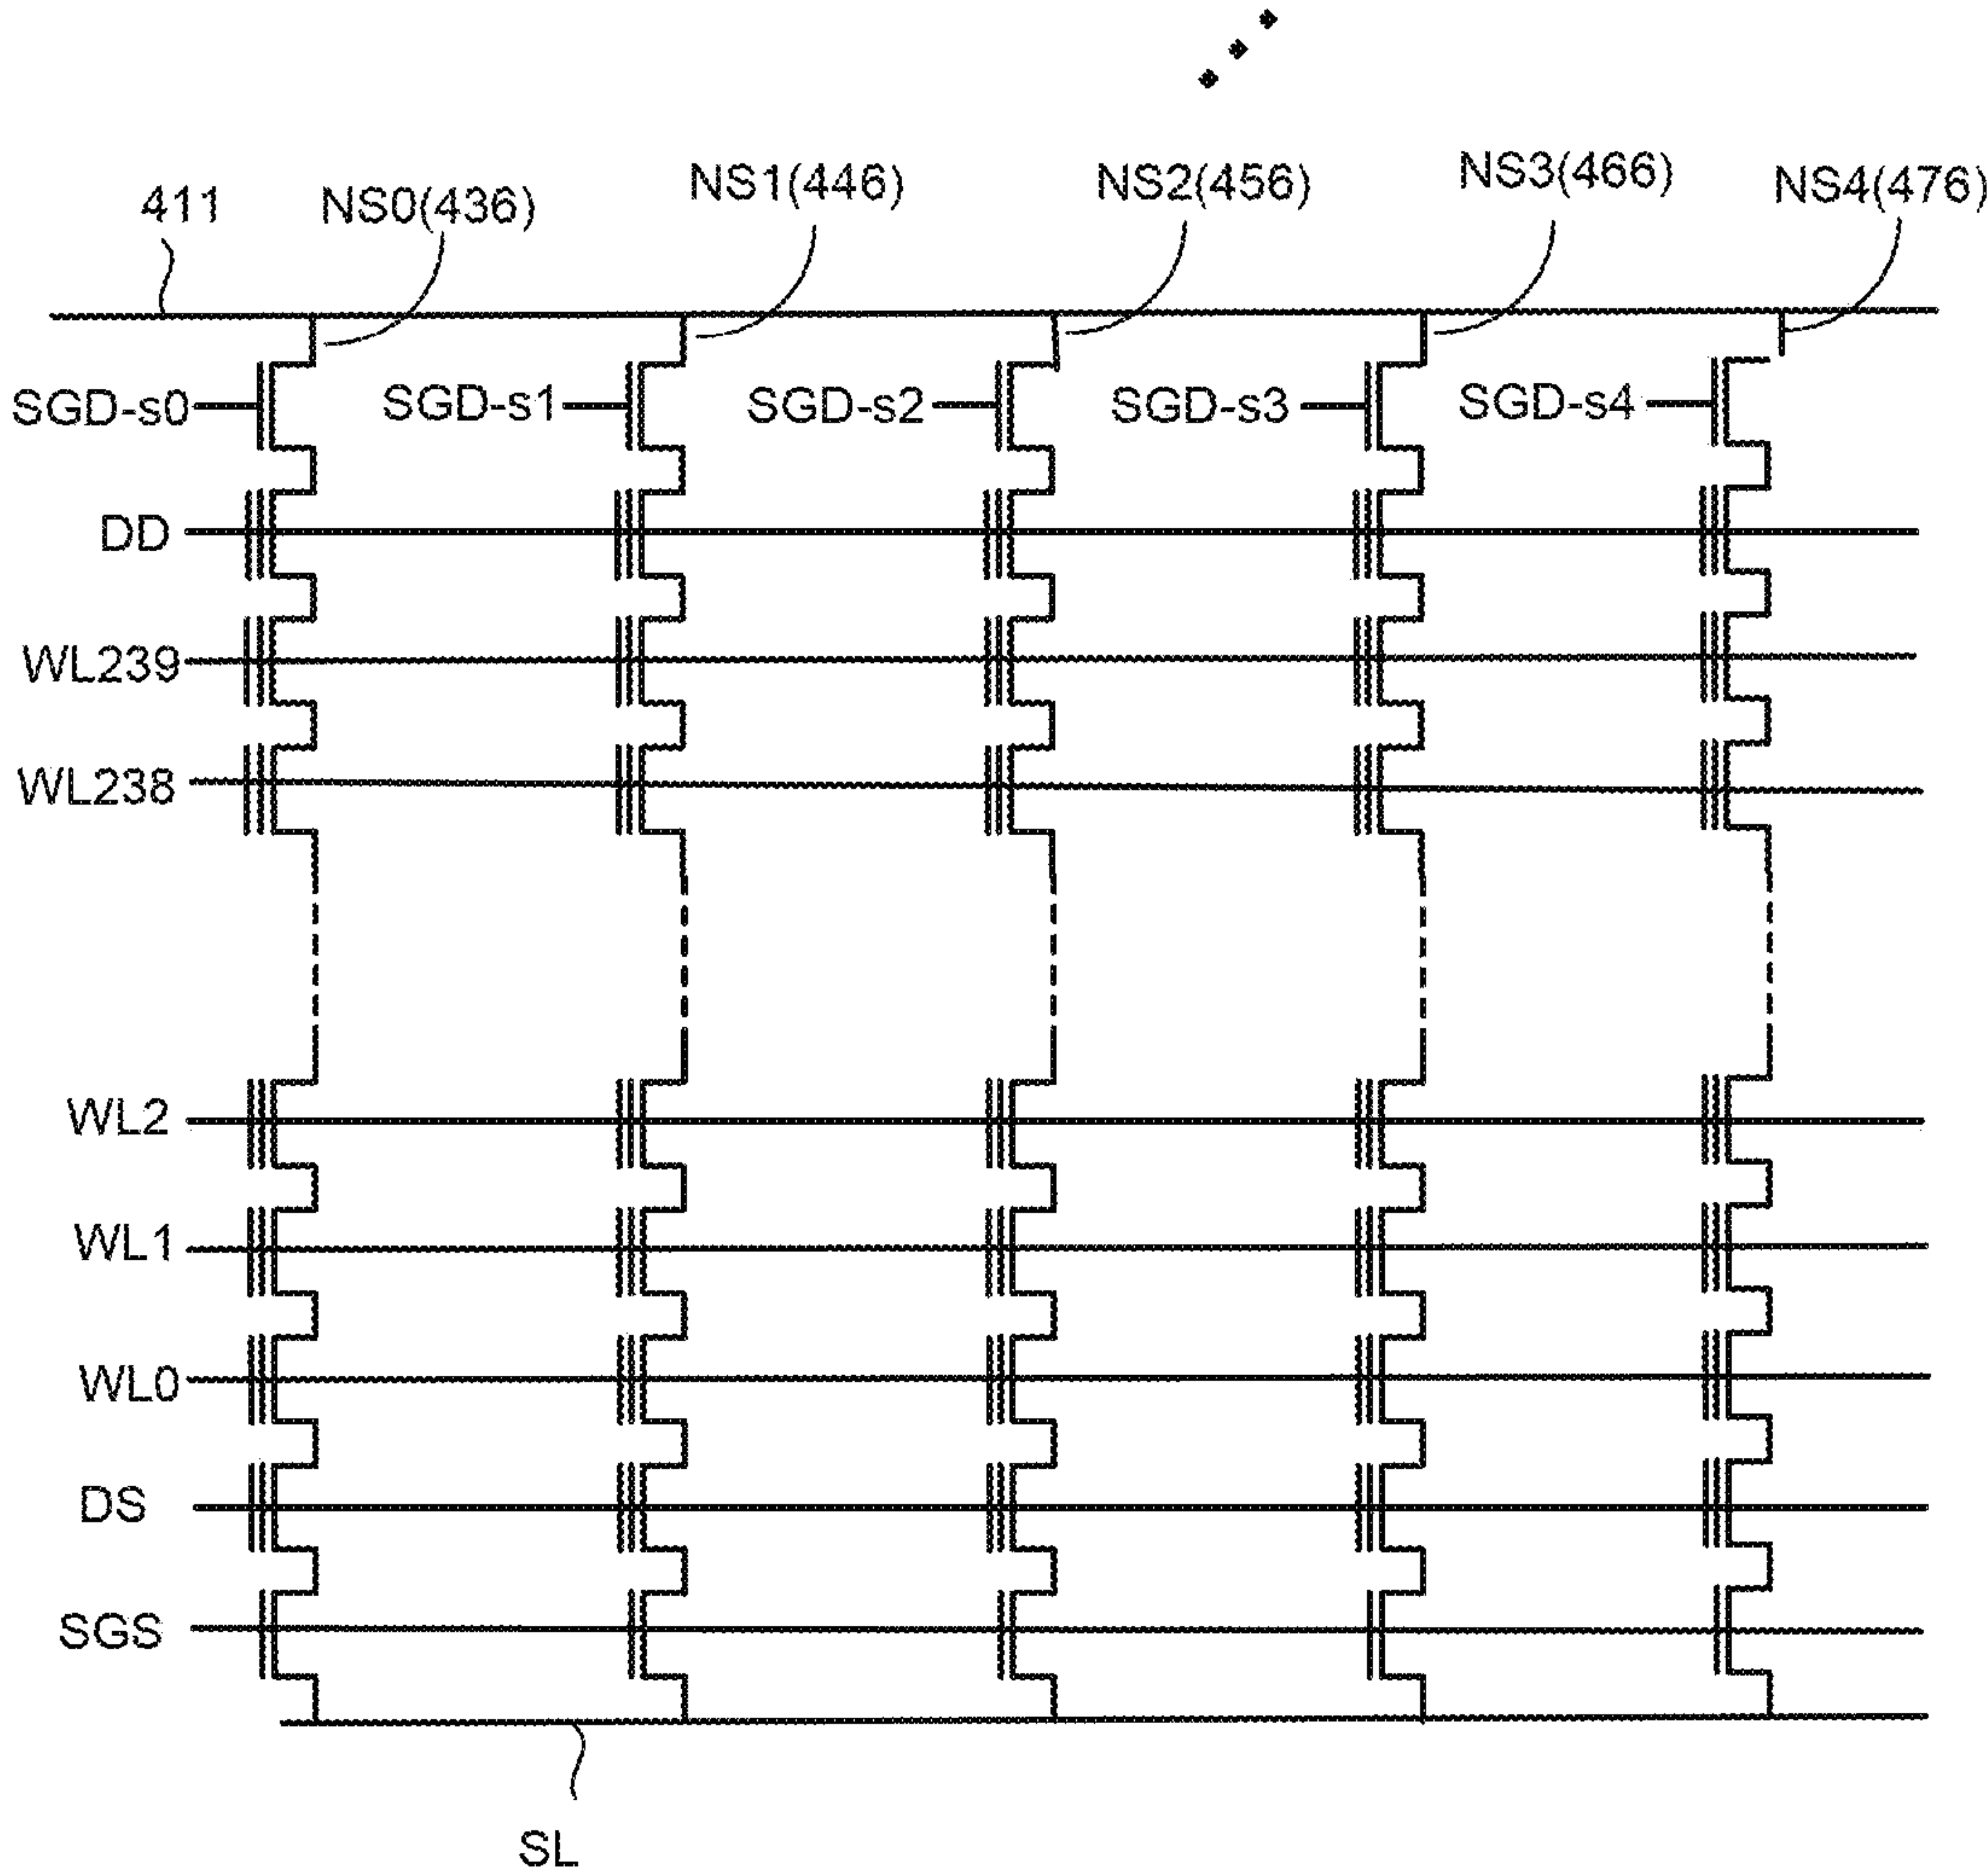 411
NS0(436)
NS1(446)
NS2(456)
NS3(466)
NS4(476)
SGD-s0
SGD-s1
SGD-s2
SGD-s3
SGD-s4
DD
WL239
WL238
WL2
WL1
WL0
DS
SGS
SL